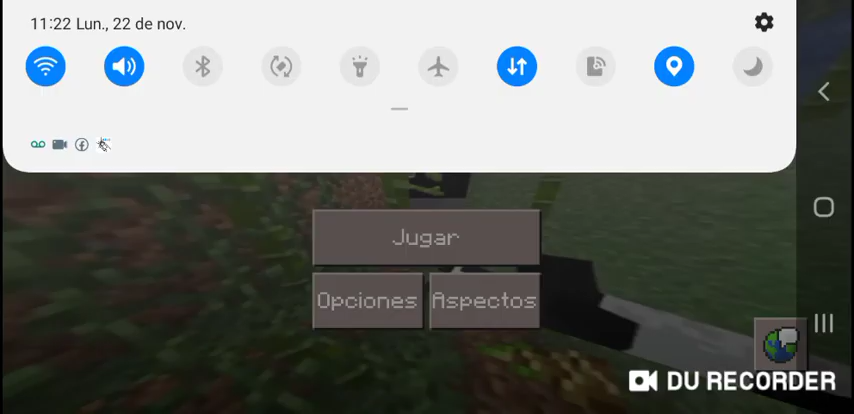 11:22 Lun., 22 de nov.
Jugar
Opciones
Aspectos
DU RECORDER